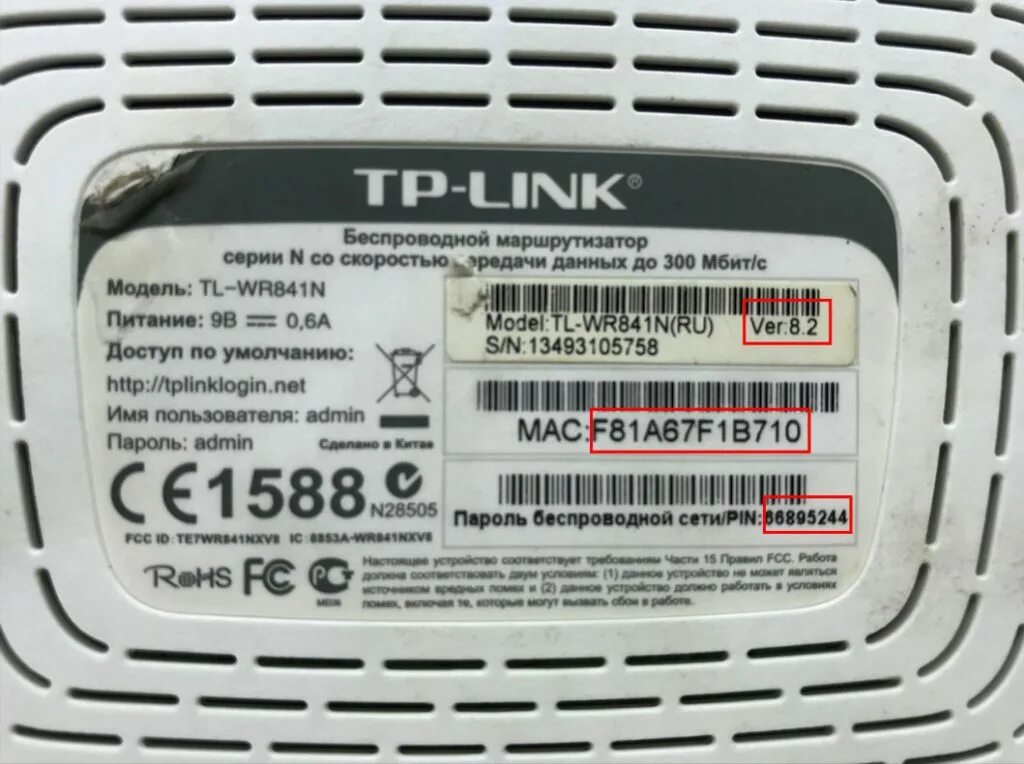 TP-LINK®
Беспроводной маршрутизатор
серии N со скоростью передачи данных до 300 Мбит/с
Модель: TL-WR841N
Питание: 9В 0,6А
Доступ по умолчанию:
http://tplinklogin.net
Имя пользователя: admin
Пароль: admin
Сделано в Китае
CE1588
N28505
FCC ID: TE7WR841NXV8 IC: 8853A-WR841NXV8
Model:TL-WR841N(RU) Ver:8.2
S/N:13493105758
MAC:F81A67F1B710
Пароль беспроводной сети/PIN:66895244
RoHS FC РСТ
Настоящее устройство соответствует требованиям Части 15 Правил FCC. Работа
должна соответствовать двум условиям: (1) данное устройство не может являться
источником вредных помех и (2) данное устройство должно работать в условиях
помех, включая те, которые могут вызвать сбои в работе.